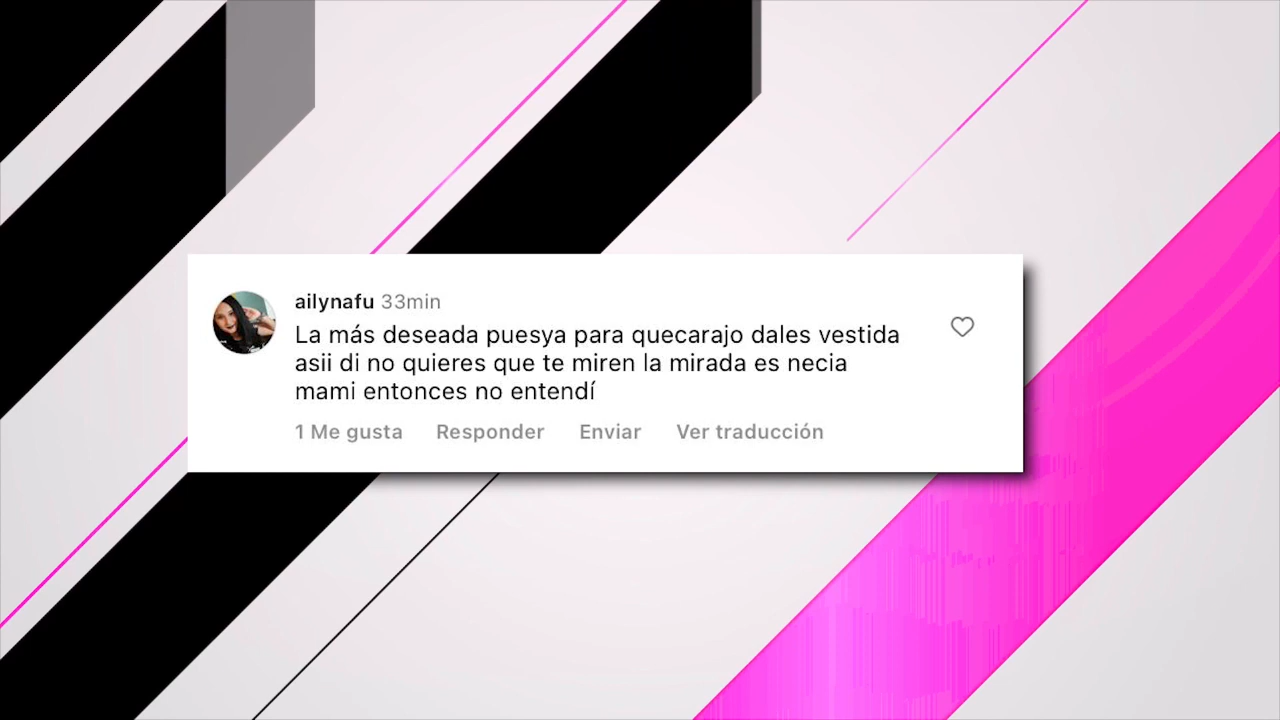 ailynafu 33min
La más deseada puesya para quecarajo dales vestida
asii di no quieres que te miren la mirada es necia
mami entonces no entendí
1 Me gusta Responder Enviar Ver traducción